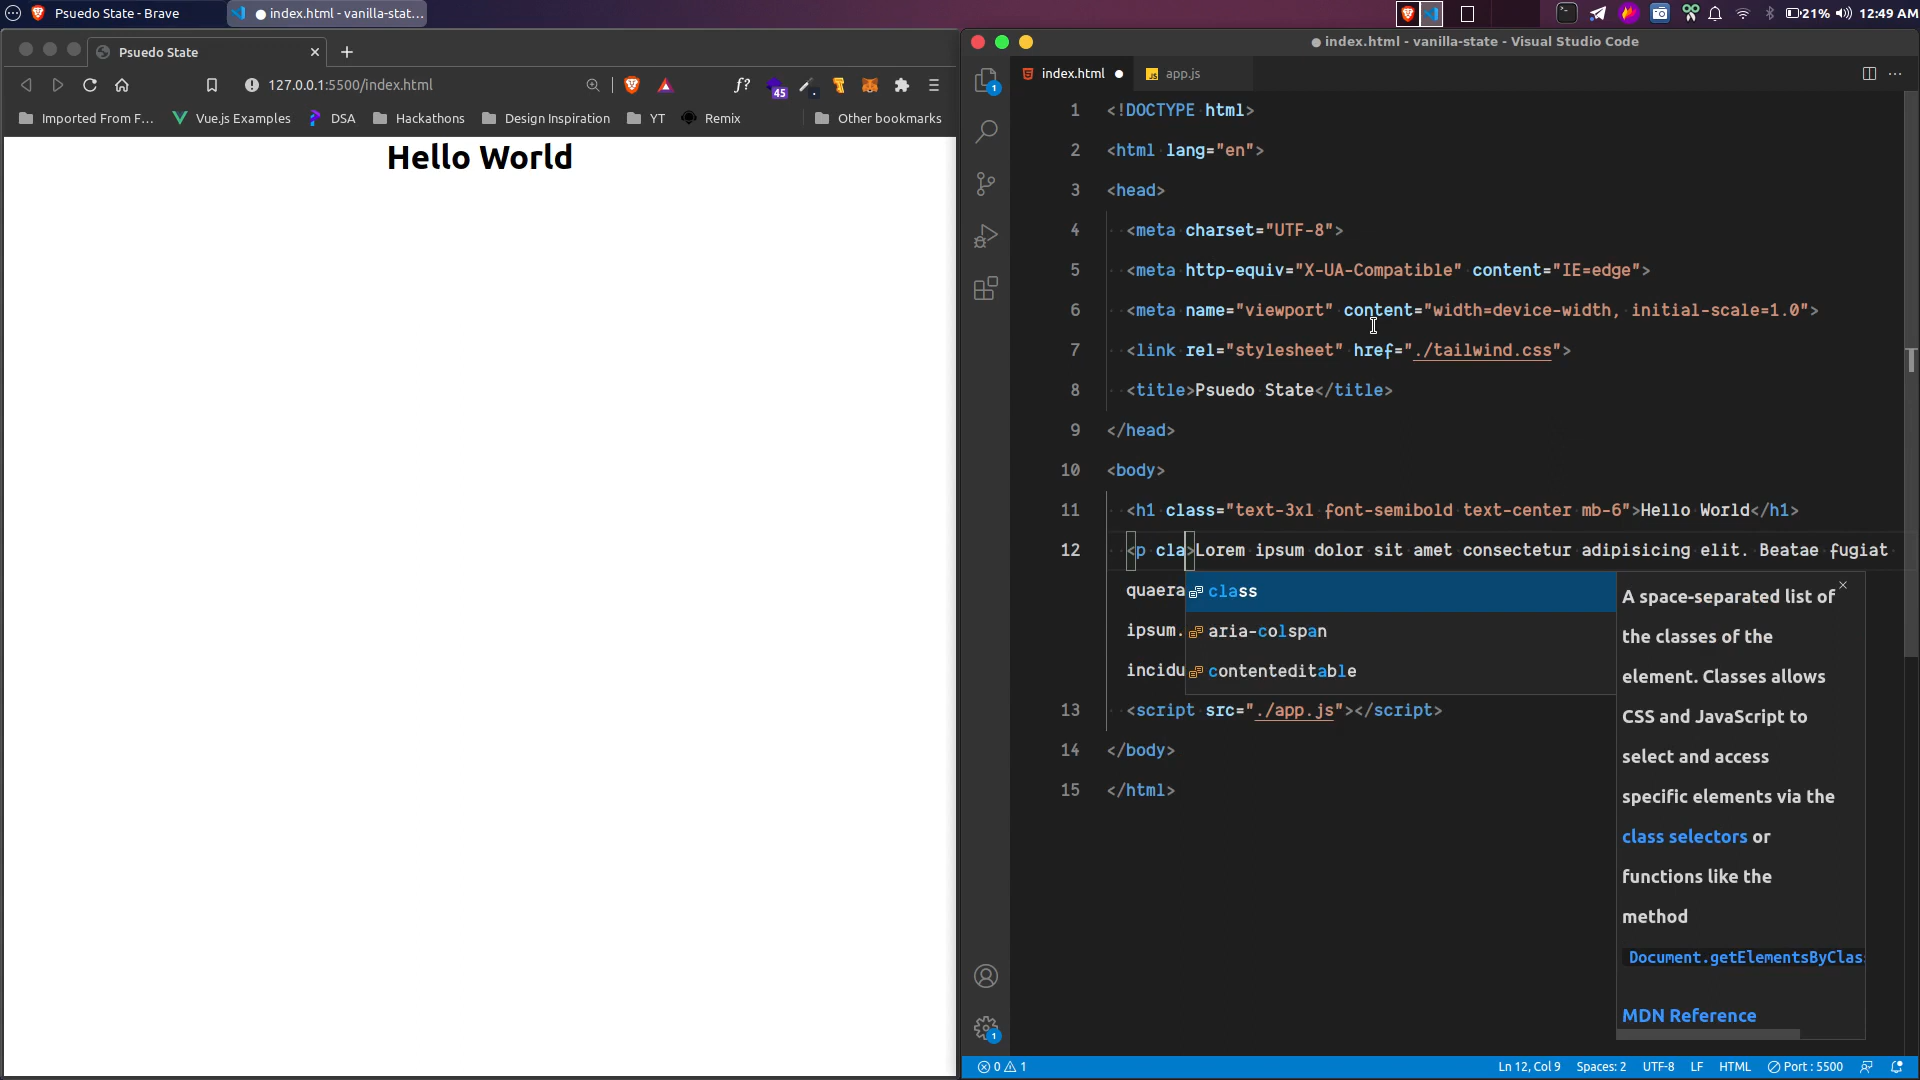 Psuedo State - Brave
● index.html - vanilla-stat...
21%
12:49 AM
Psuedo State
127.0.0.1:5500/index.html
f?
45
Imported From F...
Vue.js Examples
DSA
Hackathons
Design Inspiration
YT
Remix
Other bookmarks
Hello World
● index.html - vanilla-state - Visual Studio Code
index.html
JS app.js
1 <!DOCTYPE html>
2 <html lang="en">
3 <head>
4 <meta charset="UTF-8">
5 <meta http-equiv="X-UA-Compatible" content="IE=edge">
6 <meta name="viewport" content="width=device-width, initial-scale=1.0">
7 <link rel="stylesheet" href="./tailwind.css">
8 <title>Psuedo State</title>
9 </head>
10 <body>
11 <h1 class="text-3xl font-semibold text-center mb-6">Hello World</h1>
12 <p cla>Lorem ipsum dolor sit amet consectetur adipisicing elit. Beatae fugiat
quaera
ipsum.
incidu
class
aria-colspan
contenteditable
A space-separated list of
the classes of the
element. Classes allows
CSS and JavaScript to
select and access
specific elements via the
class selectors or
functions like the
method
Document.getElementsByClas
MDN Reference
13 <script src="./app.js"></script>
14 </body>
15 </html>
1
1
0 1
Ln 12, Col 9
Spaces: 2
UTF-8
LF
HTML
Port : 5500